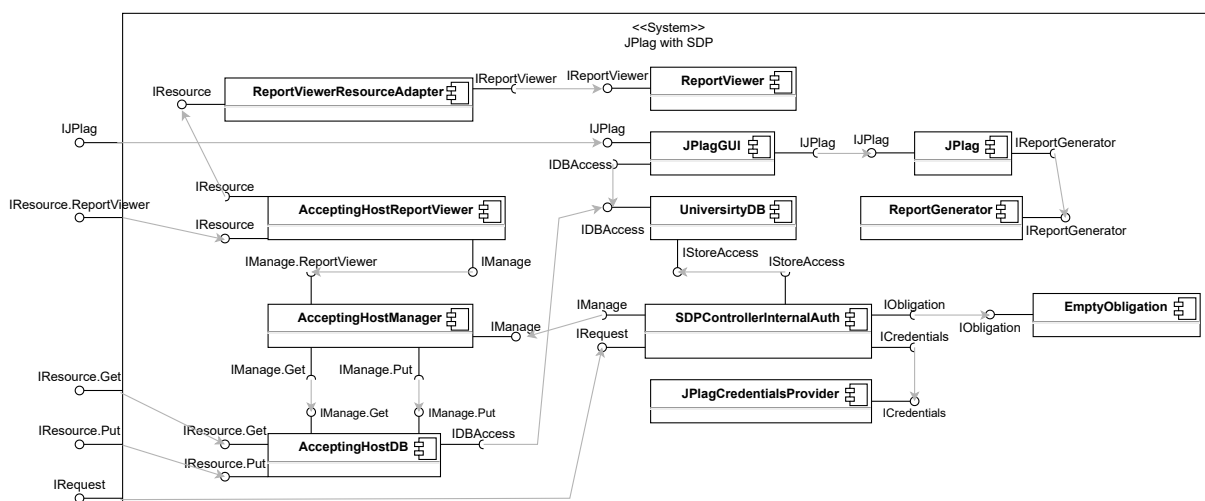 <<System>>
JPlag with SDP
IReportViewer
IReportViewer
ReportViewer
IResource
ReportViewerResourceAdapter
IJPlag
IJPlag
JPlagGUI
IJPlag
IJPlag
JPlag
IReportGenerator
IDBAccess
IResource
IResource.ReportViewer
IResource
AcceptingHostReportViewer
UniversirtyDB
IDBAccess
ReportGenerator
IReportGenerator
IManage.ReportViewer
IManage
IStoreAccess
IStoreAccess
AcceptingHostManager
IManage
IManage
IRequest
SDPControllerInternalAuth
IObligation
IObligation
EmptyObligation
ICredentials
IManage.Get
IManage.Put
IResource.Get
JPlagCredentialsProvider
ICredentials
IManage.Get
IManage.Put
IResource.Put
IResource.Get
IResource.Put
AcceptingHostDB
IDBAccess
IRequest